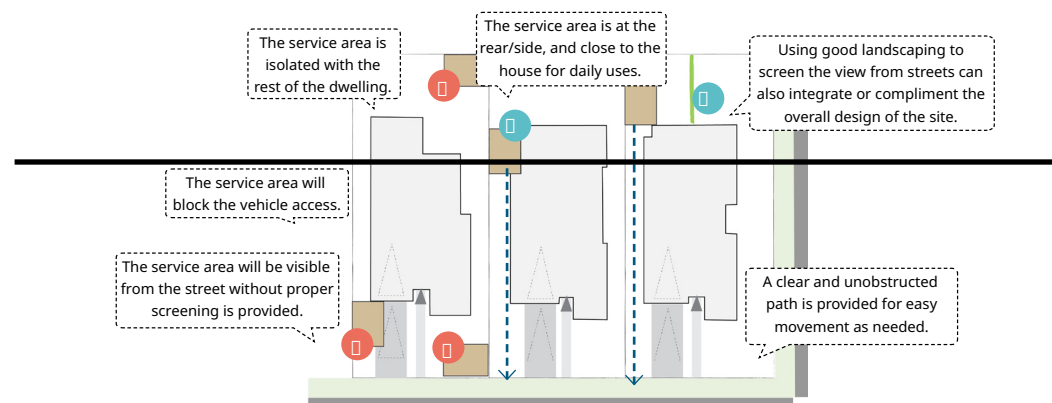 The service area is
isolated with the
rest of the dwelling.
The service area is at the
rear/side, and close to the
house for daily uses.
Using good landscaping to
screen the view from streets can
also integrate or compliment the
overall design of the site.
The service area will
block the vehicle access.
The service area will be visible
from the street without proper
screening is provided.
A clear and unobstructed
path is provided for easy
movement as needed.